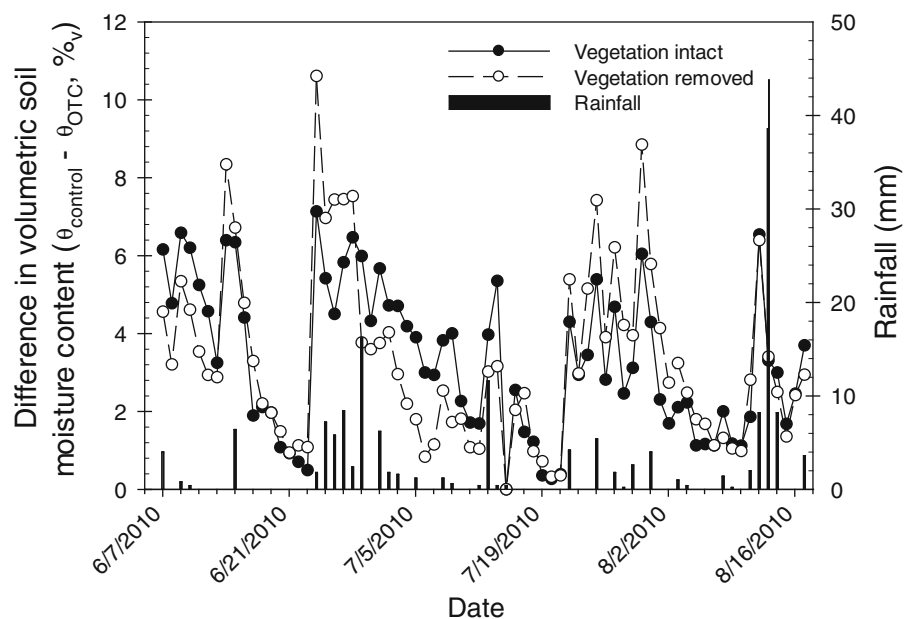 Difference in volumetric soil
moisture content (θcontrol - θOTC, %v)
12
10
8
6
4
2
0
Vegetation intact
Vegetation removed
Rainfall
50
40
30
20
10
0
Rainfall (mm)
6/7/2010
6/21/2010
7/5/2010
7/19/2010
8/2/2010
8/16/2010
Date